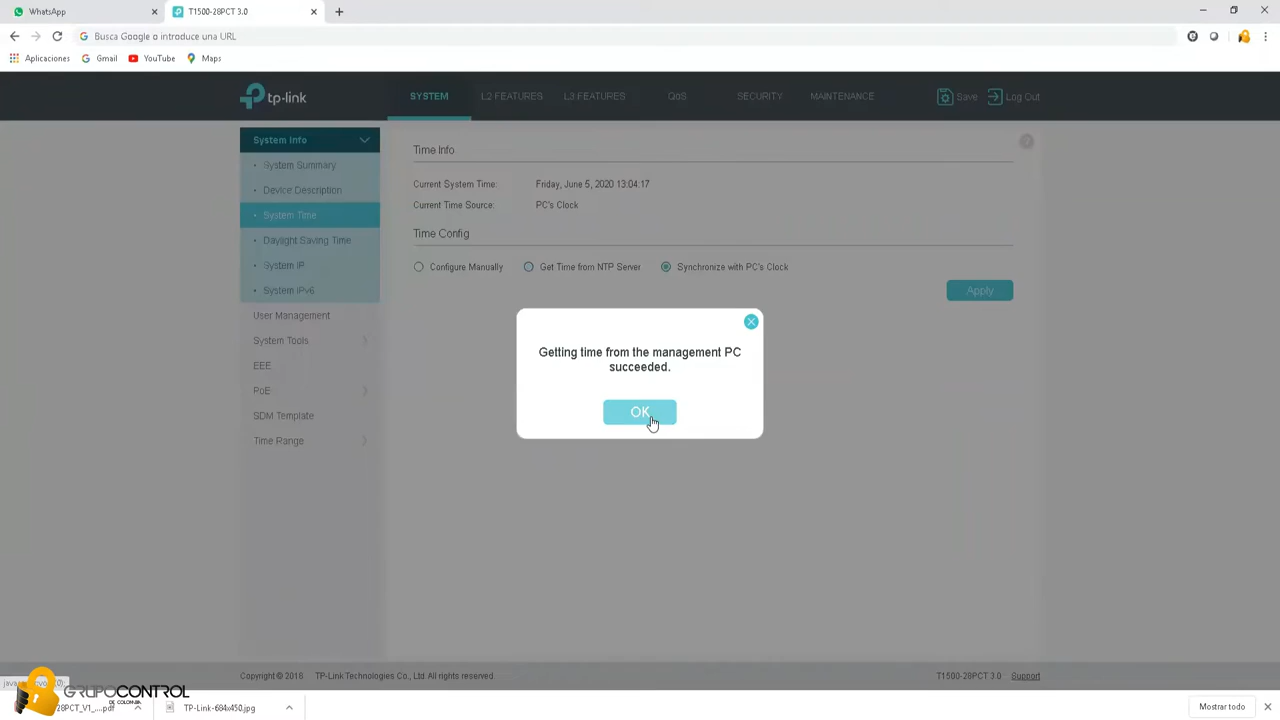 WhatsApp
T1500-28PCT 3.0
Busca Google o introduce una URL
Aplicaciones
Gmail
YouTube
Maps
tp-link
SYSTEM
L2 FEATURES
L3 FEATURES
QoS
SECURITY
MAINTENANCE
Save
Log Out
System Info
System Summary
Device Description
System Time
Daylight Saving Time
System IP
System IPv6
User Management
System Tools
EEE
PoE
SDM Template
Time Range
Time Info
Current System Time: Friday, June 5, 2020 13:04:17
Current Time Source: PC's Clock
Time Config
Configure Manually
Get Time from NTP Server
Synchronize with PC's Clock
Apply
Getting time from the management PC
succeeded.
OK
Copyright © 2018 TP-Link Technologies Co., Ltd. All rights reserved
T1500-28PCT 3.0 Support
GRUPOCONTROL
DE COLOMBIA
28PCT_V1_....pdf
TP-Link-684x450.jpg
Mostrar todo